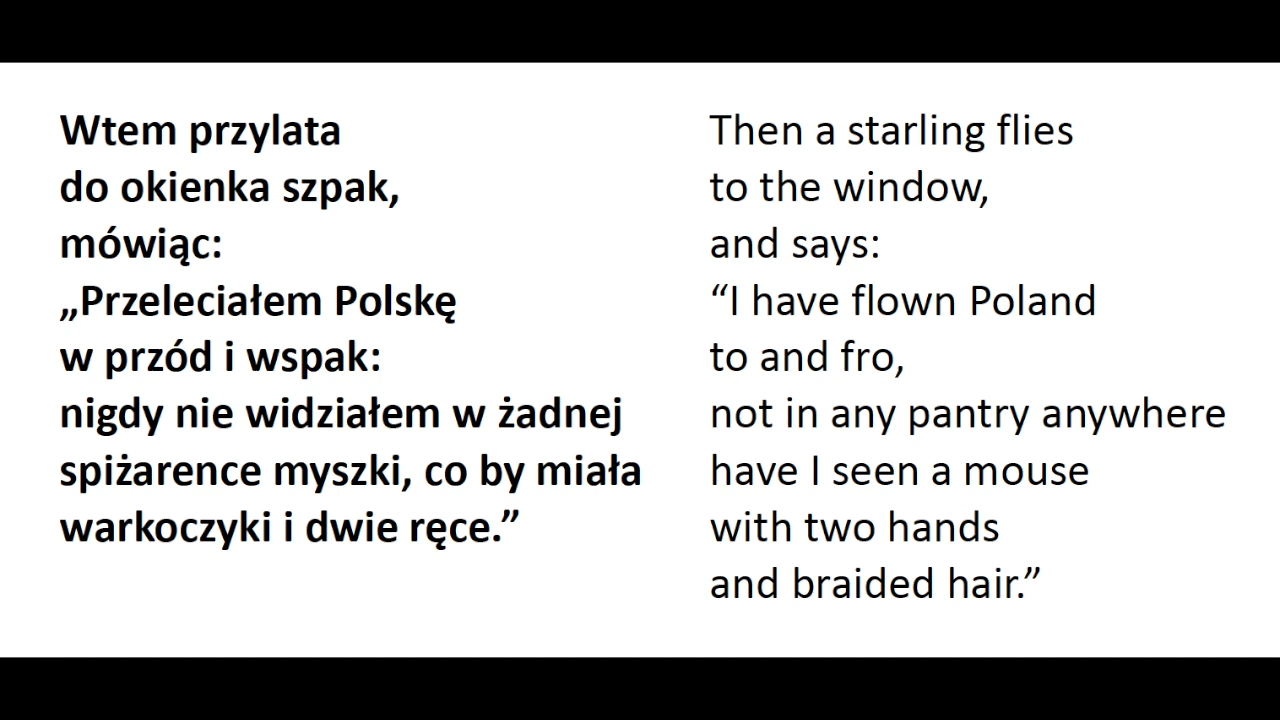 Wtem przylata
do okienka szpak,
mówiąc:
„Przeleciałem Polskę
w przód i wspak:
nigdy nie widziałem w żadnej
spiżarence myszki, co by miała
warkoczyki i dwie ręce.”
Then a starling flies
to the window,
and says:
“I have flown Poland
to and fro,
not in any pantry anywhere
have I seen a mouse
with two hands
and braided hair.”